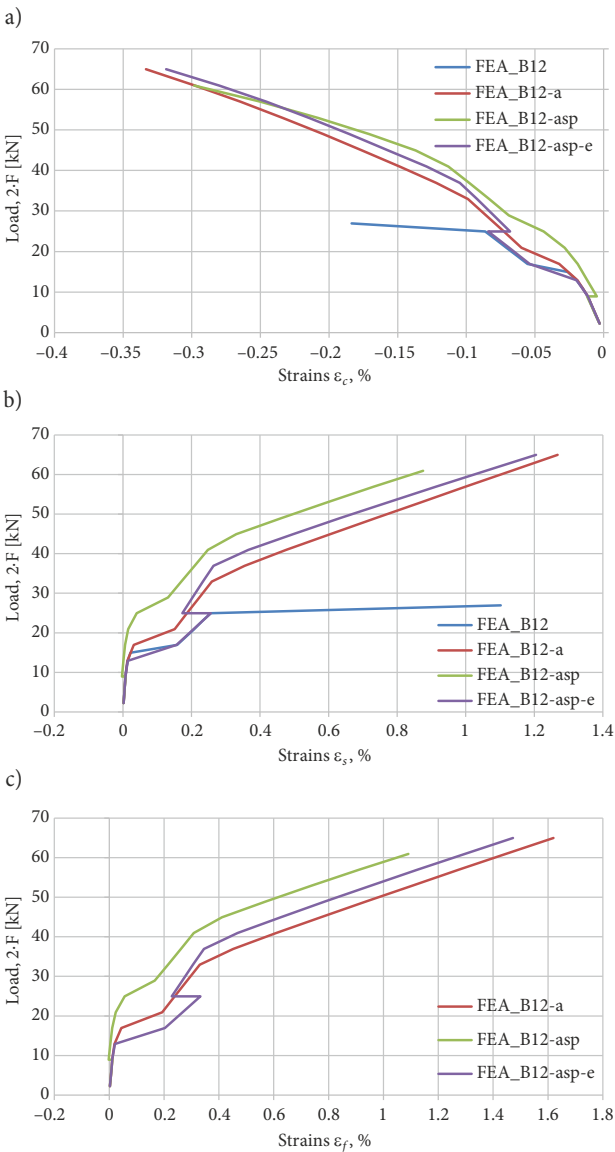 a)
70
60
50
40
30
20
10
0
Load, 2·F [kN]
FEA_B12
FEA_B12-a
FEA_B12-asp
FEA_B12-asp-e
−0.4 −0.35 −0.3 −0.25 −0.2 −0.15 −0.1 −0.05 0
Strains εc, %
b)
70
60
50
40
30
20
10
0
Load, 2·F [kN]
FEA_B12
FEA_B12-a
FEA_B12-asp
FEA_B12-asp-e
−0.2 0 0.2 0.4 0.6 0.8 1 1.2 1.4
Strains εs, %
c)
70
60
50
40
30
20
10
0
Load, 2·F [kN]
FEA_B12-a
FEA_B12-asp
FEA_B12-asp-e
−0.2 0 0.2 0.4 0.6 0.8 1 1.2 1.4 1.6 1.8
Strains εf, %